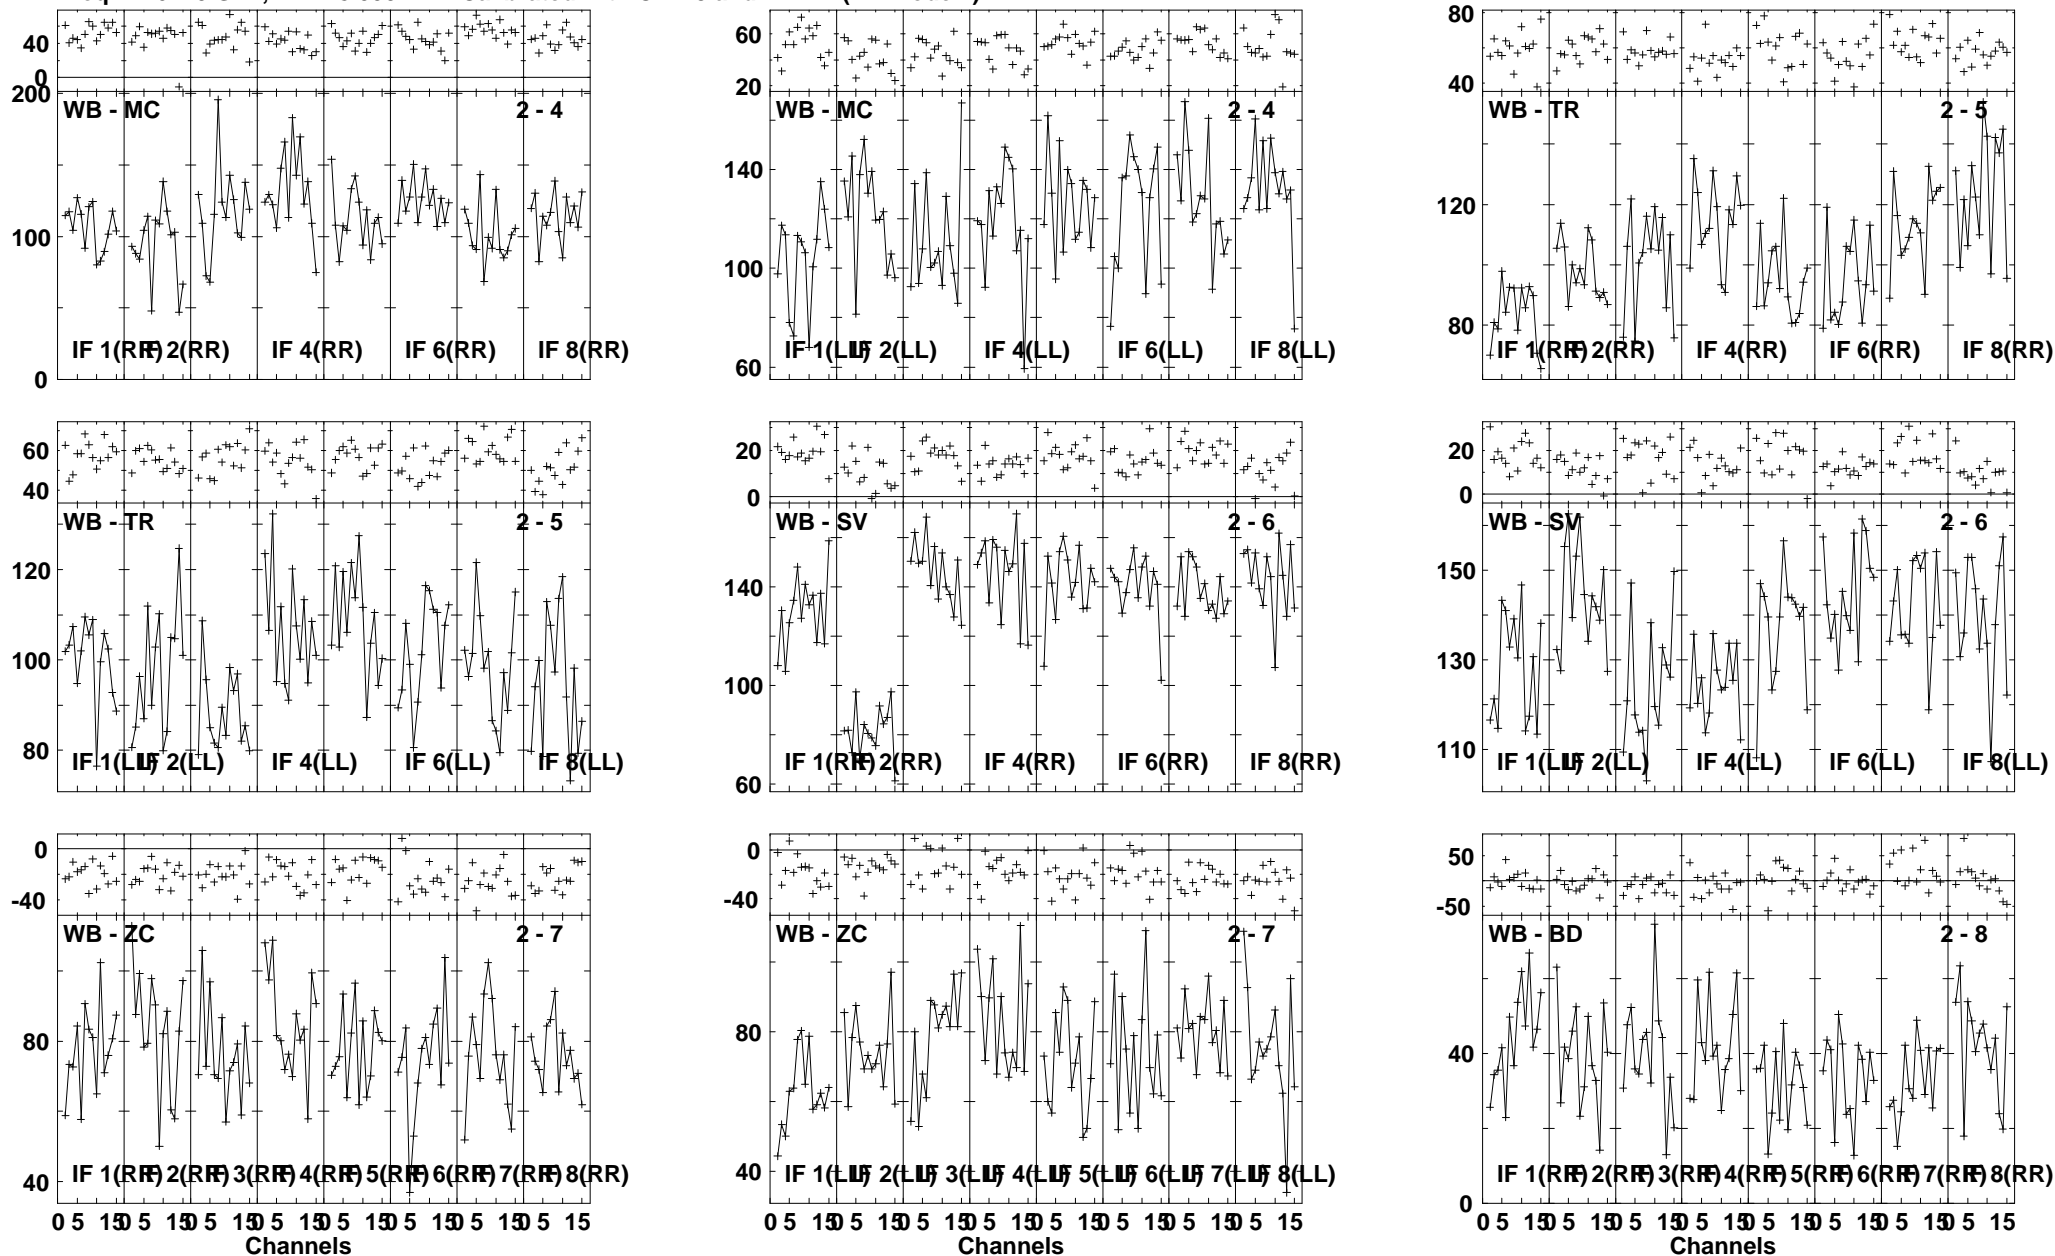 40
0
200
WB - MC 2 - 4
100
0
IF 1(RR) IF 2(RR) IF 4(RR) IF 6(RR) IF 8(RR)
60
20
WB - MC 2 - 4
140
100
60
IF 1(LL) IF 2(LL) IF 4(LL) IF 6(LL) IF 8(LL)
80
40
WB - TR 2 - 5
120
80
IF 1(RR) IF 2(RR) IF 4(RR) IF 6(RR) IF 8(RR)
60
40
WB - TR 2 - 5
120
100
80
IF 1(LL) IF 2(LL) IF 4(LL) IF 6(LL) IF 8(LL)
20
0
WB - SV 2 - 6
140
100
60
IF 1(RR) IF 2(RR) IF 4(RR) IF 6(RR) IF 8(RR)
20
0
WB - SV 2 - 6
150
130
110
IF 1(LL) IF 2(LL) IF 4(LL) IF 6(LL) IF 8(LL)
0
-40
WB - ZC 2 - 7
80
40
IF 1(RR) IF 2(RR) IF 3(RR) IF 4(RR) IF 5(RR) IF 6(RR) IF 7(RR) IF 8(RR)
0 5 15 0 5 15 0 5 15 0 5 15 0 5 15 0 5 15 0 5 15 0 5 15
Channels
0
-40
WB - ZC 2 - 7
80
40
IF 1(LL) IF 2(LL) IF 3(LL) IF 4(LL) IF 5(LL) IF 6(LL) IF 7(LL) IF 8(LL)
0 5 15 0 5 15 0 5 15 0 5 15 0 5 15 0 5 15 0 5 15 0 5 15
Channels
50
-50
WB - BD 2 - 8
40
0
IF 1(RR) IF 2(RR) IF 3(RR) IF 4(RR) IF 5(RR) IF 6(RR) IF 7(RR) IF 8(RR)
0 5 15 0 5 15 0 5 15 0 5 15 0 5 15 0 5 15 0 5 15 0 5 15
Channels